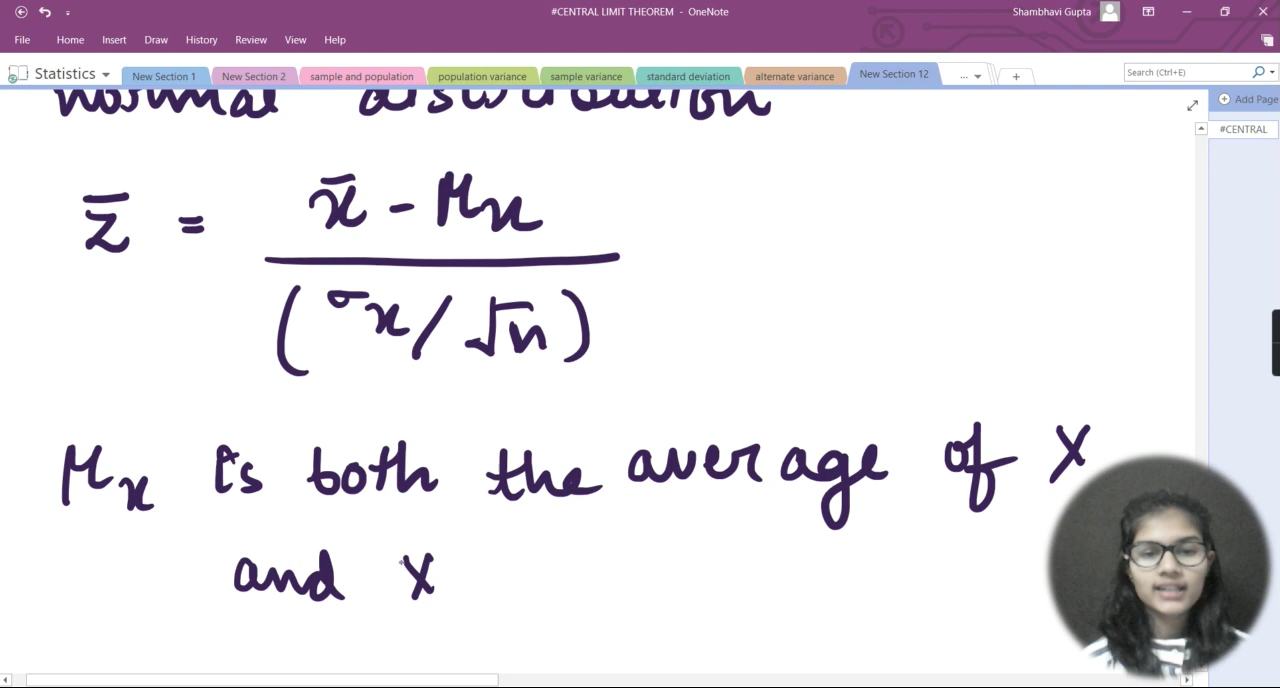 #CENTRAL LIMIT THEOREM - OneNote
Shambhavi Gupta
File Home Insert Draw History Review View Help
Statistics New Section 1 New Section 2 sample and population population variance sample variance standard deviation alternate variance New Section 12 ... + Search (Ctrl+E)
Add Page
#CENTRAL
normal distribution
z̄ = x̄ - μx
(σx/√n)
μx is both the average of X
and X